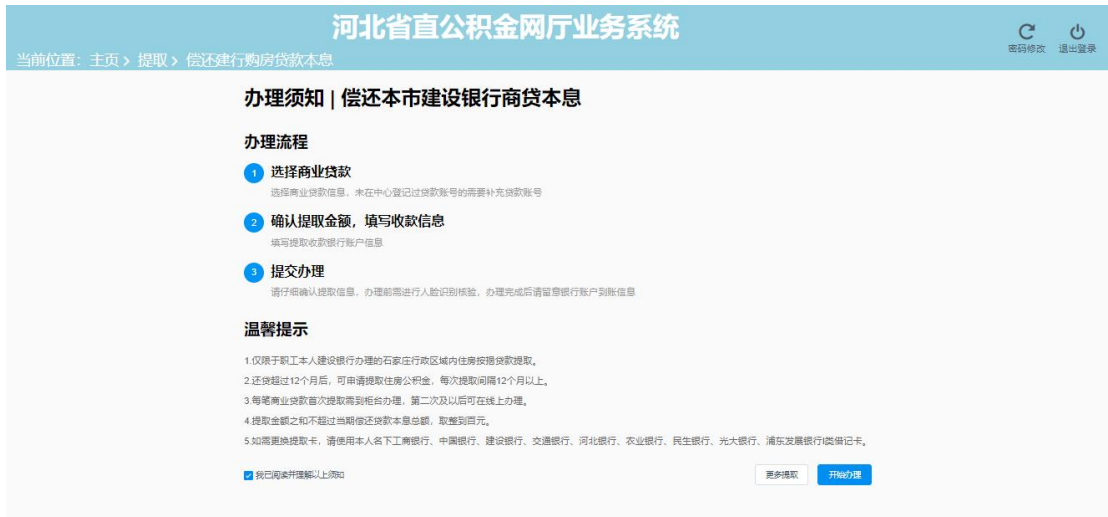 河北省直公积金网厅业务系统
密码修改 退出登录
当前位置：主页 > 提取 > 偿还建行购房贷款本息
办理须知 | 偿还本市建设银行商贷本息
办理流程
1 选择商业贷款
选择商业贷款信息，未在中心登记过贷款账号的需要补充贷款账号
2 确认提取金额，填写收款信息
填写提取收款银行账户信息
3 提交办理
请仔细确认提取信息，办理前需进行人脸识别核验，办理完成后请留意银行账户到账信息
温馨提示
1.仅限于职工本人建设银行办理的石家庄行政区域内住房按揭贷款提取。
2.还贷超过12个月后，可申请提取住房公积金，每次提取间隔12个月以上。
3.每笔商业贷款首次提取需到柜台办理，第二次及以后可在线上办理。
4.提取金额之和不超过当期偿还贷款本息总额，取整到百元。
5.如需更换提取卡，请使用本人名下工商银行、中国银行、建设银行、交通银行、河北银行、农业银行、民生银行、光大银行、浦东发展银行I类借记卡。
我已阅读并理解以上须知
更多提取 开始办理